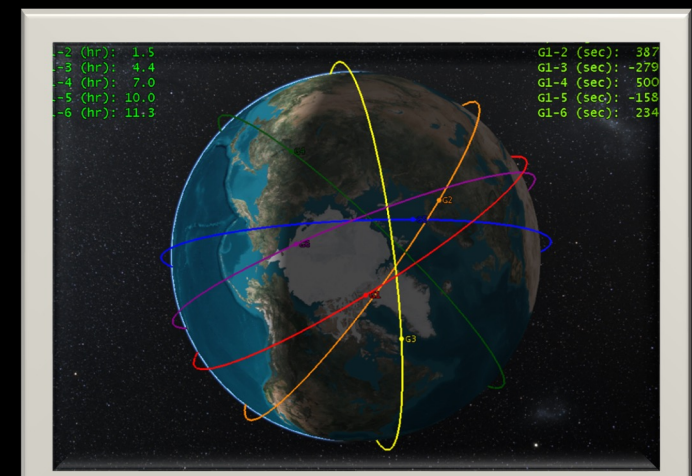 -2 (hr): 1.5
-3 (hr): 4.4
-4 (hr): 7.0
-5 (hr): 10.0
-6 (hr): 11.3
G1-2 (sec): 387
G1-3 (sec): -279
G1-4 (sec): 500
G1-5 (sec): -158
G1-6 (sec): 234
G2
G3